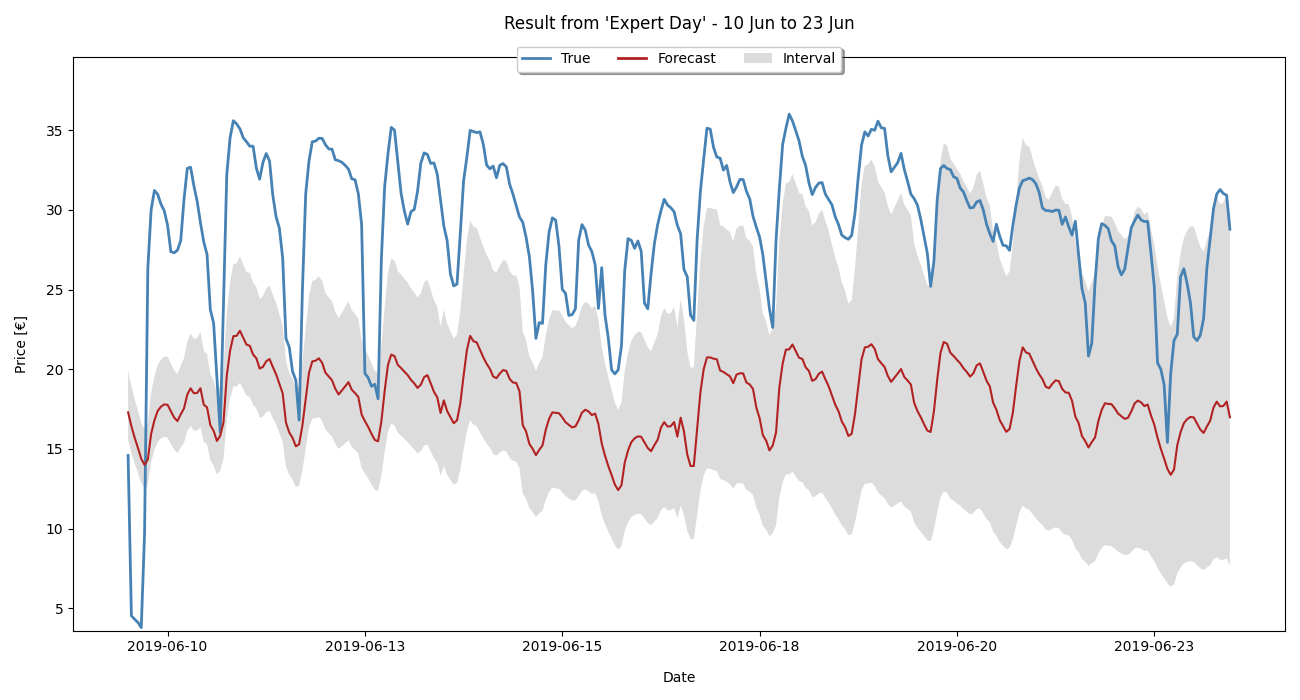 Result from 'Expert Day' - 10 Jun to 23 Jun
True Forecast Interval
Price [€]
35
30
25
20
15
10
5
2019-06-10 2019-06-13 2019-06-15 2019-06-18 2019-06-20 2019-06-23
Date